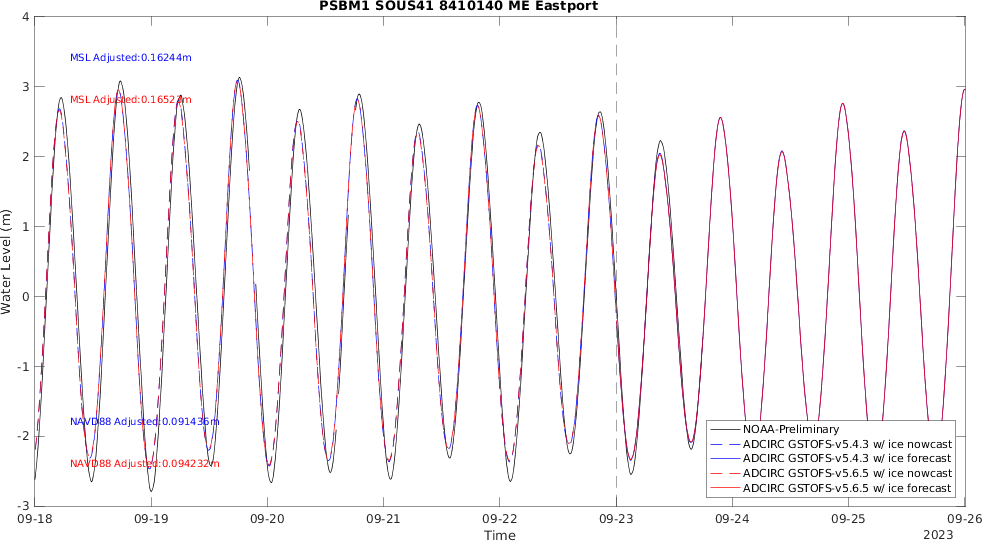 PSBM1 SOUS41 8410140 ME Eastport
4
MSL Adjusted:0.16244m
3
MSL Adjusted:0.16527m
2
1
Water Level (m)
0
-1
NAVD88 Adjusted:0.091436m
-2
NAVD88 Adjusted:0.094232m
-3
NOAA-Preliminary
ADCIRC GSTOFS-v5.4.3 w/ ice nowcast
ADCIRC GSTOFS-v5.4.3 w/ ice forecast
ADCIRC GSTOFS-v5.6.5 w/ ice nowcast
ADCIRC GSTOFS-v5.6.5 w/ ice forecast
09-18 09-19 09-20 09-21 09-22 09-23 09-24 09-25 09-26
Time
2023